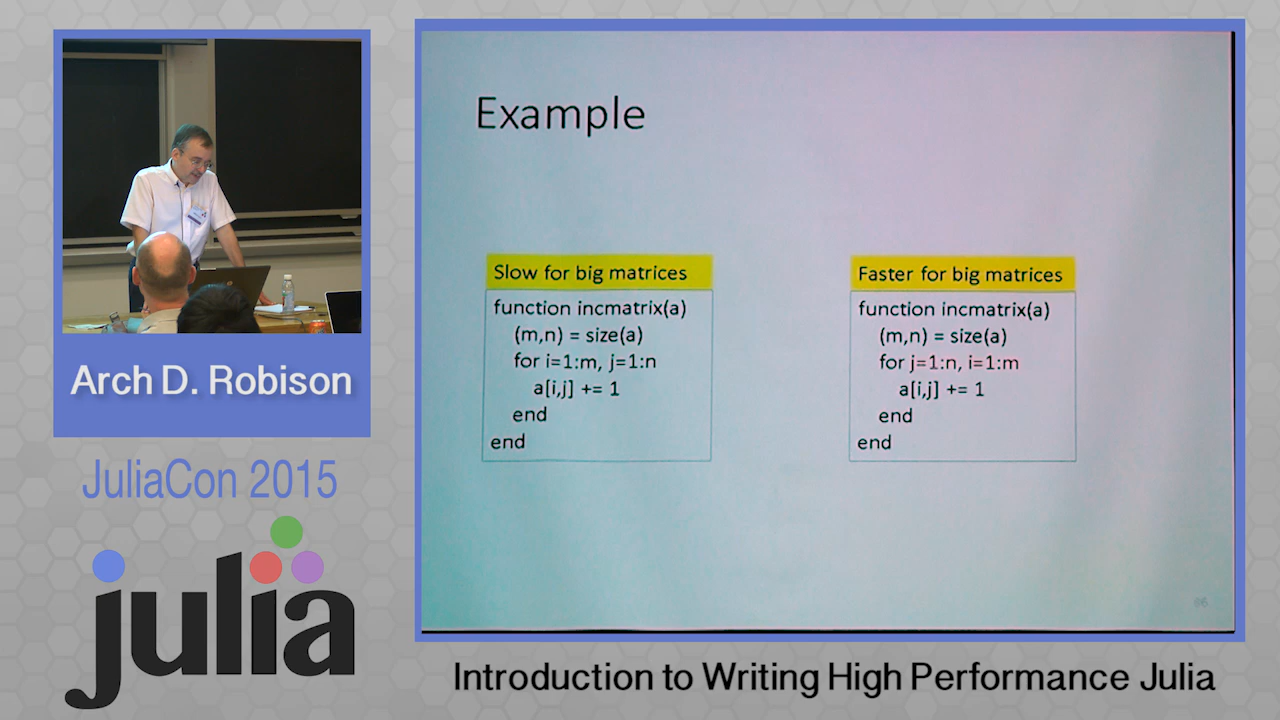 Example
Slow for big matrices
function incmatrix(a)
(m,n) = size(a)
for i=1:m, j=1:n
a[i,j] += 1
end
end
Faster for big matrices
function incmatrix(a)
(m,n) = size(a)
for j=1:n, i=1:m
a[i,j] += 1
end
end
Arch D. Robison
JuliaCon 2015
julia
Introduction to Writing High Performance Julia